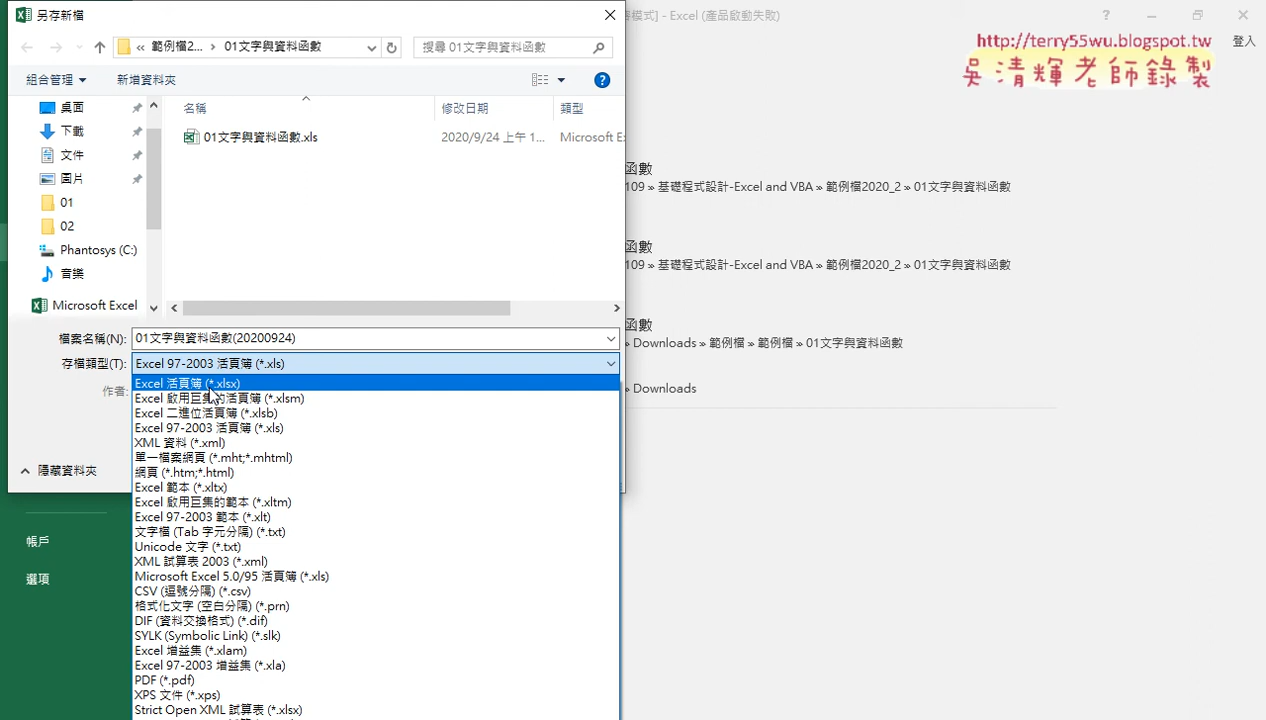 另存新檔
式] - Excel (產品啟動失敗)
http://terry55wu.blogspot.tw
吳清輝老師錄製
登入
« 範例檔2... › 01文字與資料函數
搜尋 01文字與資料函數
組合管理
新增資料夾
名稱
修改日期
類型
桌面
下載
文件
圖片
01
02
Phantosys (C:)
音樂
Microsoft Excel
01文字與資料函數.xls
2020/9/24 上午 1...
Microsoft E
函數
109 » 基礎程式設計-Excel and VBA » 範例檔2020_2 » 01文字與資料函數
函數
109 » 基礎程式設計-Excel and VBA » 範例檔2020_2 » 01文字與資料函數
函數
» Downloads » 範例檔 » 範例檔 » 01文字與資料函數
» Downloads
檔案名稱(N):
01文字與資料函數(20200924)
存檔類型(T):
Excel 97-2003 活頁簿 (*.xls)
作者:
隱藏資料夾
帳戶
選項
Excel 活頁簿 (*.xlsx)
Excel 啟用巨集的活頁簿 (*.xlsm)
Excel 二進位活頁簿 (*.xlsb)
Excel 97-2003 活頁簿 (*.xls)
XML 資料 (*.xml)
單一檔案網頁 (*.mht;*.mhtml)
網頁 (*.htm;*.html)
Excel 範本 (*.xltx)
Excel 啟用巨集的範本 (*.xltm)
Excel 97-2003 範本 (*.xlt)
文字檔 (Tab 字元分隔) (*.txt)
Unicode 文字 (*.txt)
XML 試算表 2003 (*.xml)
Microsoft Excel 5.0/95 活頁簿 (*.xls)
CSV (逗號分隔) (*.csv)
格式化文字 (空白分隔) (*.prn)
DIF (資料交換格式) (*.dif)
SYLK (Symbolic Link) (*.slk)
Excel 增益集 (*.xlam)
Excel 97-2003 增益集 (*.xla)
PDF (*.pdf)
XPS 文件 (*.xps)
Strict Open XML 試算表 (*.xlsx)